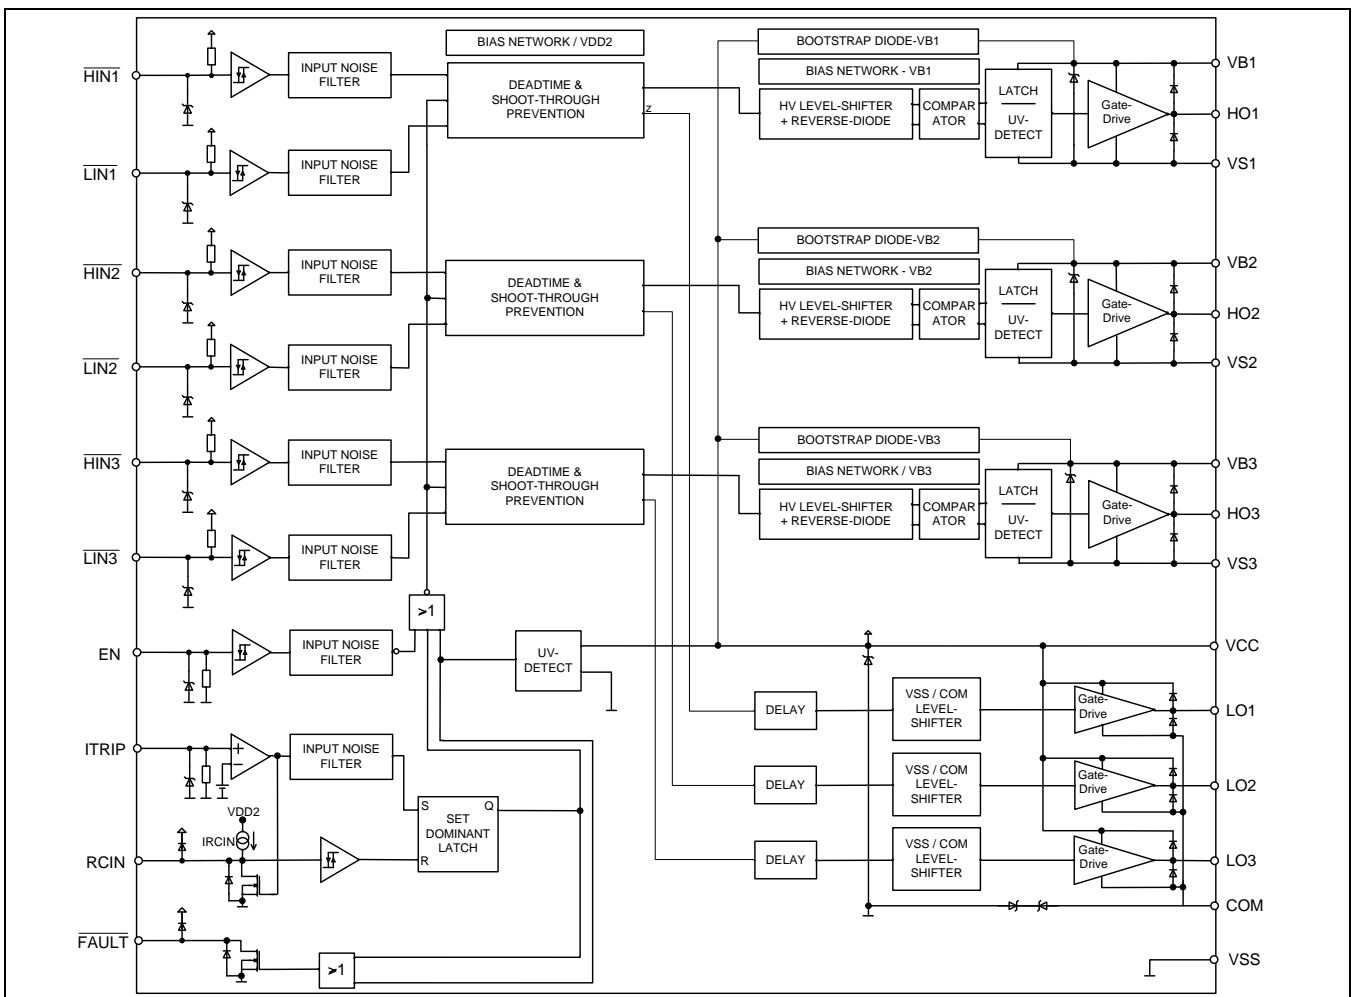 BIAS NETWORK / VDD2
BOOTSTRAP DIODE-VB1
HIN1
INPUT NOISE
FILTER
DEADTIME &
SHOOT-THROUGH
PREVENTION
Z
BIAS NETWORK - VB1
HV LEVEL-SHIFTER
+ REVERSE-DIODE
COMPAR
ATOR
LATCH
UV-
DETECT
Gate-
Drive
VB1
HO1
VS1
LIN1
INPUT NOISE
FILTER
BOOTSTRAP DIODE-VB2
HIN2
INPUT NOISE
FILTER
DEADTIME &
SHOOT-THROUGH
PREVENTION
BIAS NETWORK - VB2
HV LEVEL-SHIFTER
+ REVERSE-DIODE
COMPAR
ATOR
LATCH
UV-
DETECT
Gate-
Drive
VB2
HO2
VS2
LIN2
INPUT NOISE
FILTER
BOOTSTRAP DIODE-VB3
HIN3
INPUT NOISE
FILTER
DEADTIME &
SHOOT-THROUGH
PREVENTION
BIAS NETWORK / VB3
HV LEVEL-SHIFTER
+ REVERSE-DIODE
COMPAR
ATOR
LATCH
UV-
DETECT
Gate-
Drive
VB3
HO3
VS3
LIN3
INPUT NOISE
FILTER
>1
EN
INPUT NOISE
FILTER
UV-
DETECT
VCC
DELAY
VSS / COM
LEVEL-
SHIFTER
Gate-
Drive
LO1
ITRIP
INPUT NOISE
FILTER
DELAY
VSS / COM
LEVEL-
SHIFTER
Gate-
Drive
LO2
VDD2
IRCIN
RCIN
S
Q
SET
DOMINANT
LATCH
R
DELAY
VSS / COM
LEVEL-
SHIFTER
Gate-
Drive
LO3
COM
FAULT
>1
VSS